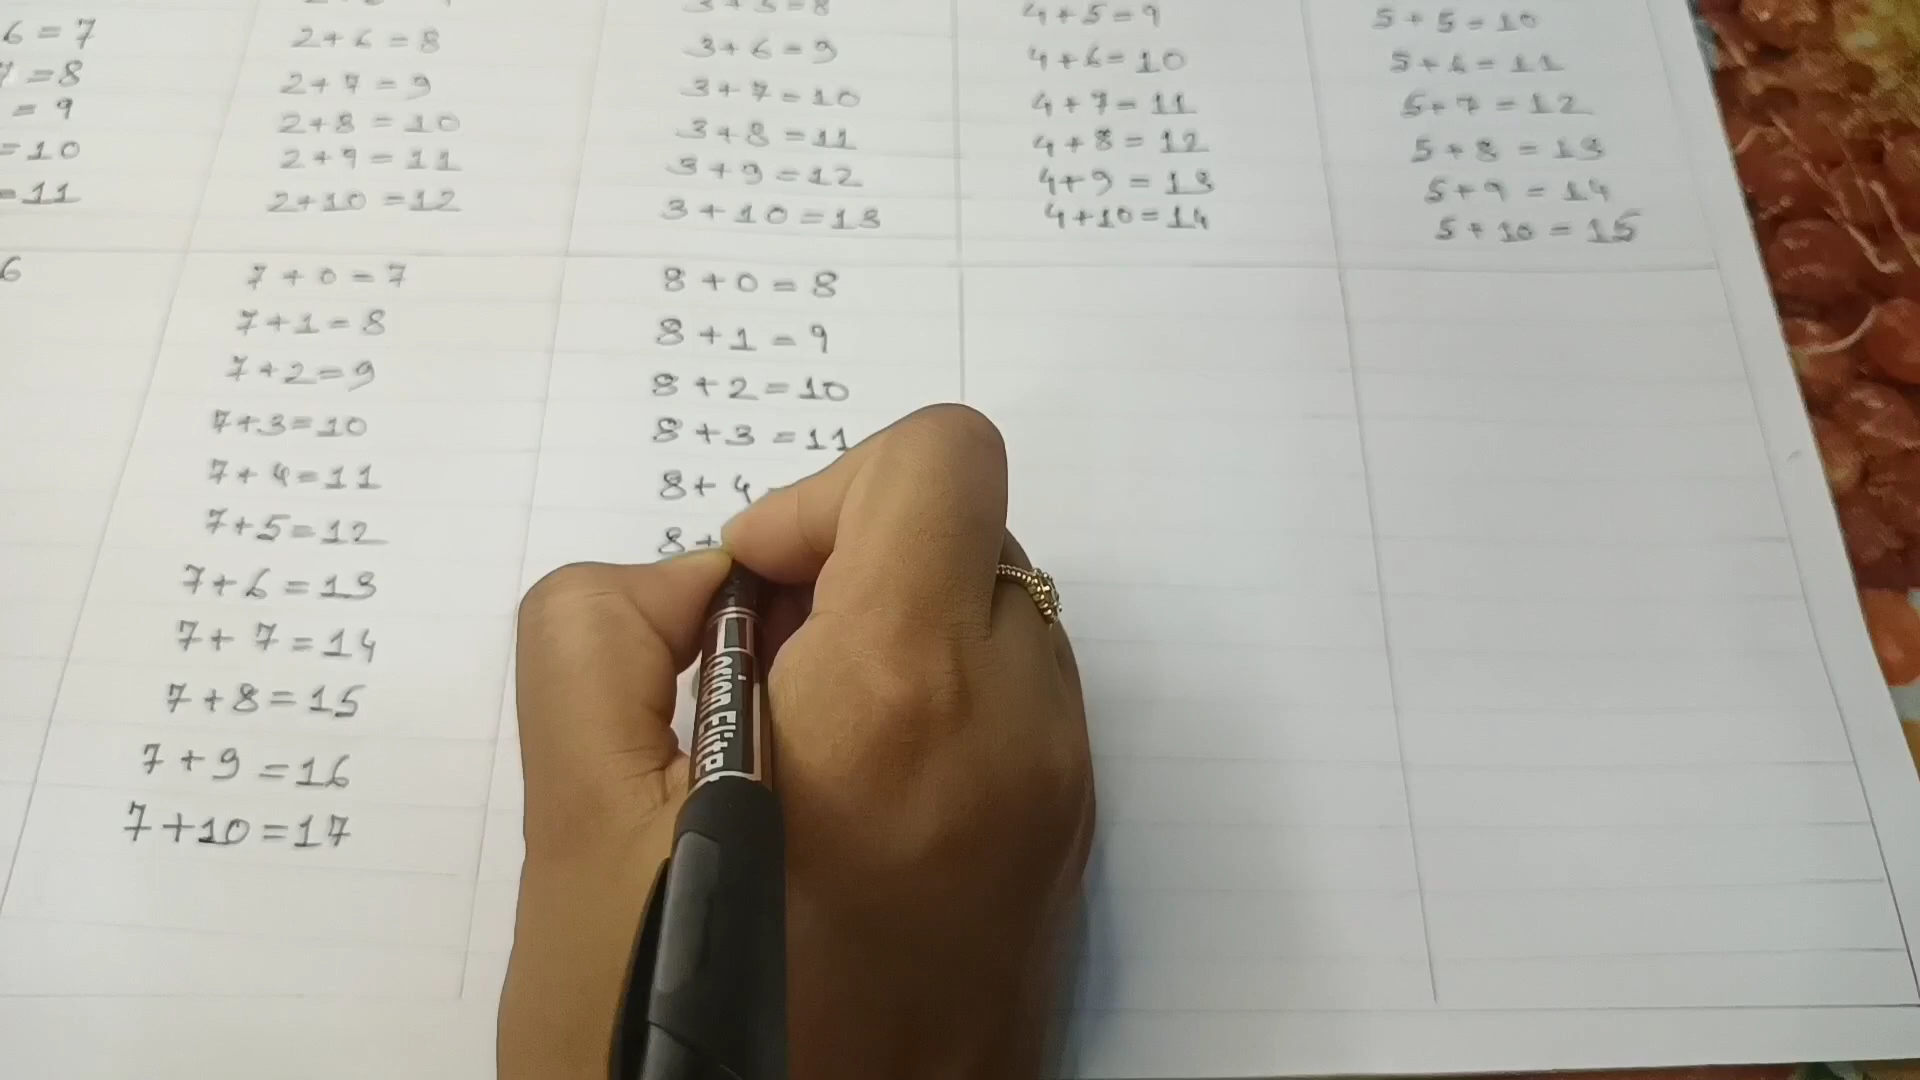 6 = 7
7 = 8
= 9
= 10
= 11
2 + 6 = 8
2 + 7 = 9
2 + 8 = 10
2 + 9 = 11
2 + 10 = 12
3 + 5 = 8
3 + 6 = 9
3 + 7 = 10
3 + 8 = 11
3 + 9 = 12
3 + 10 = 13
4 + 5 = 9
4 + 6 = 10
4 + 7 = 11
4 + 8 = 12
4 + 9 = 13
4 + 10 = 14
5 + 5 = 10
5 + 6 = 11
5 + 7 = 12
5 + 8 = 13
5 + 9 = 14
5 + 10 = 15
6
7 + 0 = 7
7 + 1 = 8
7 + 2 = 9
7 + 3 = 10
7 + 4 = 11
7 + 5 = 12
7 + 6 = 13
7 + 7 = 14
7 + 8 = 15
7 + 9 = 16
7 + 10 = 17
8 + 0 = 8
8 + 1 = 9
8 + 2 = 10
8 + 3 = 11
8 + 4
8 +
orion Elite